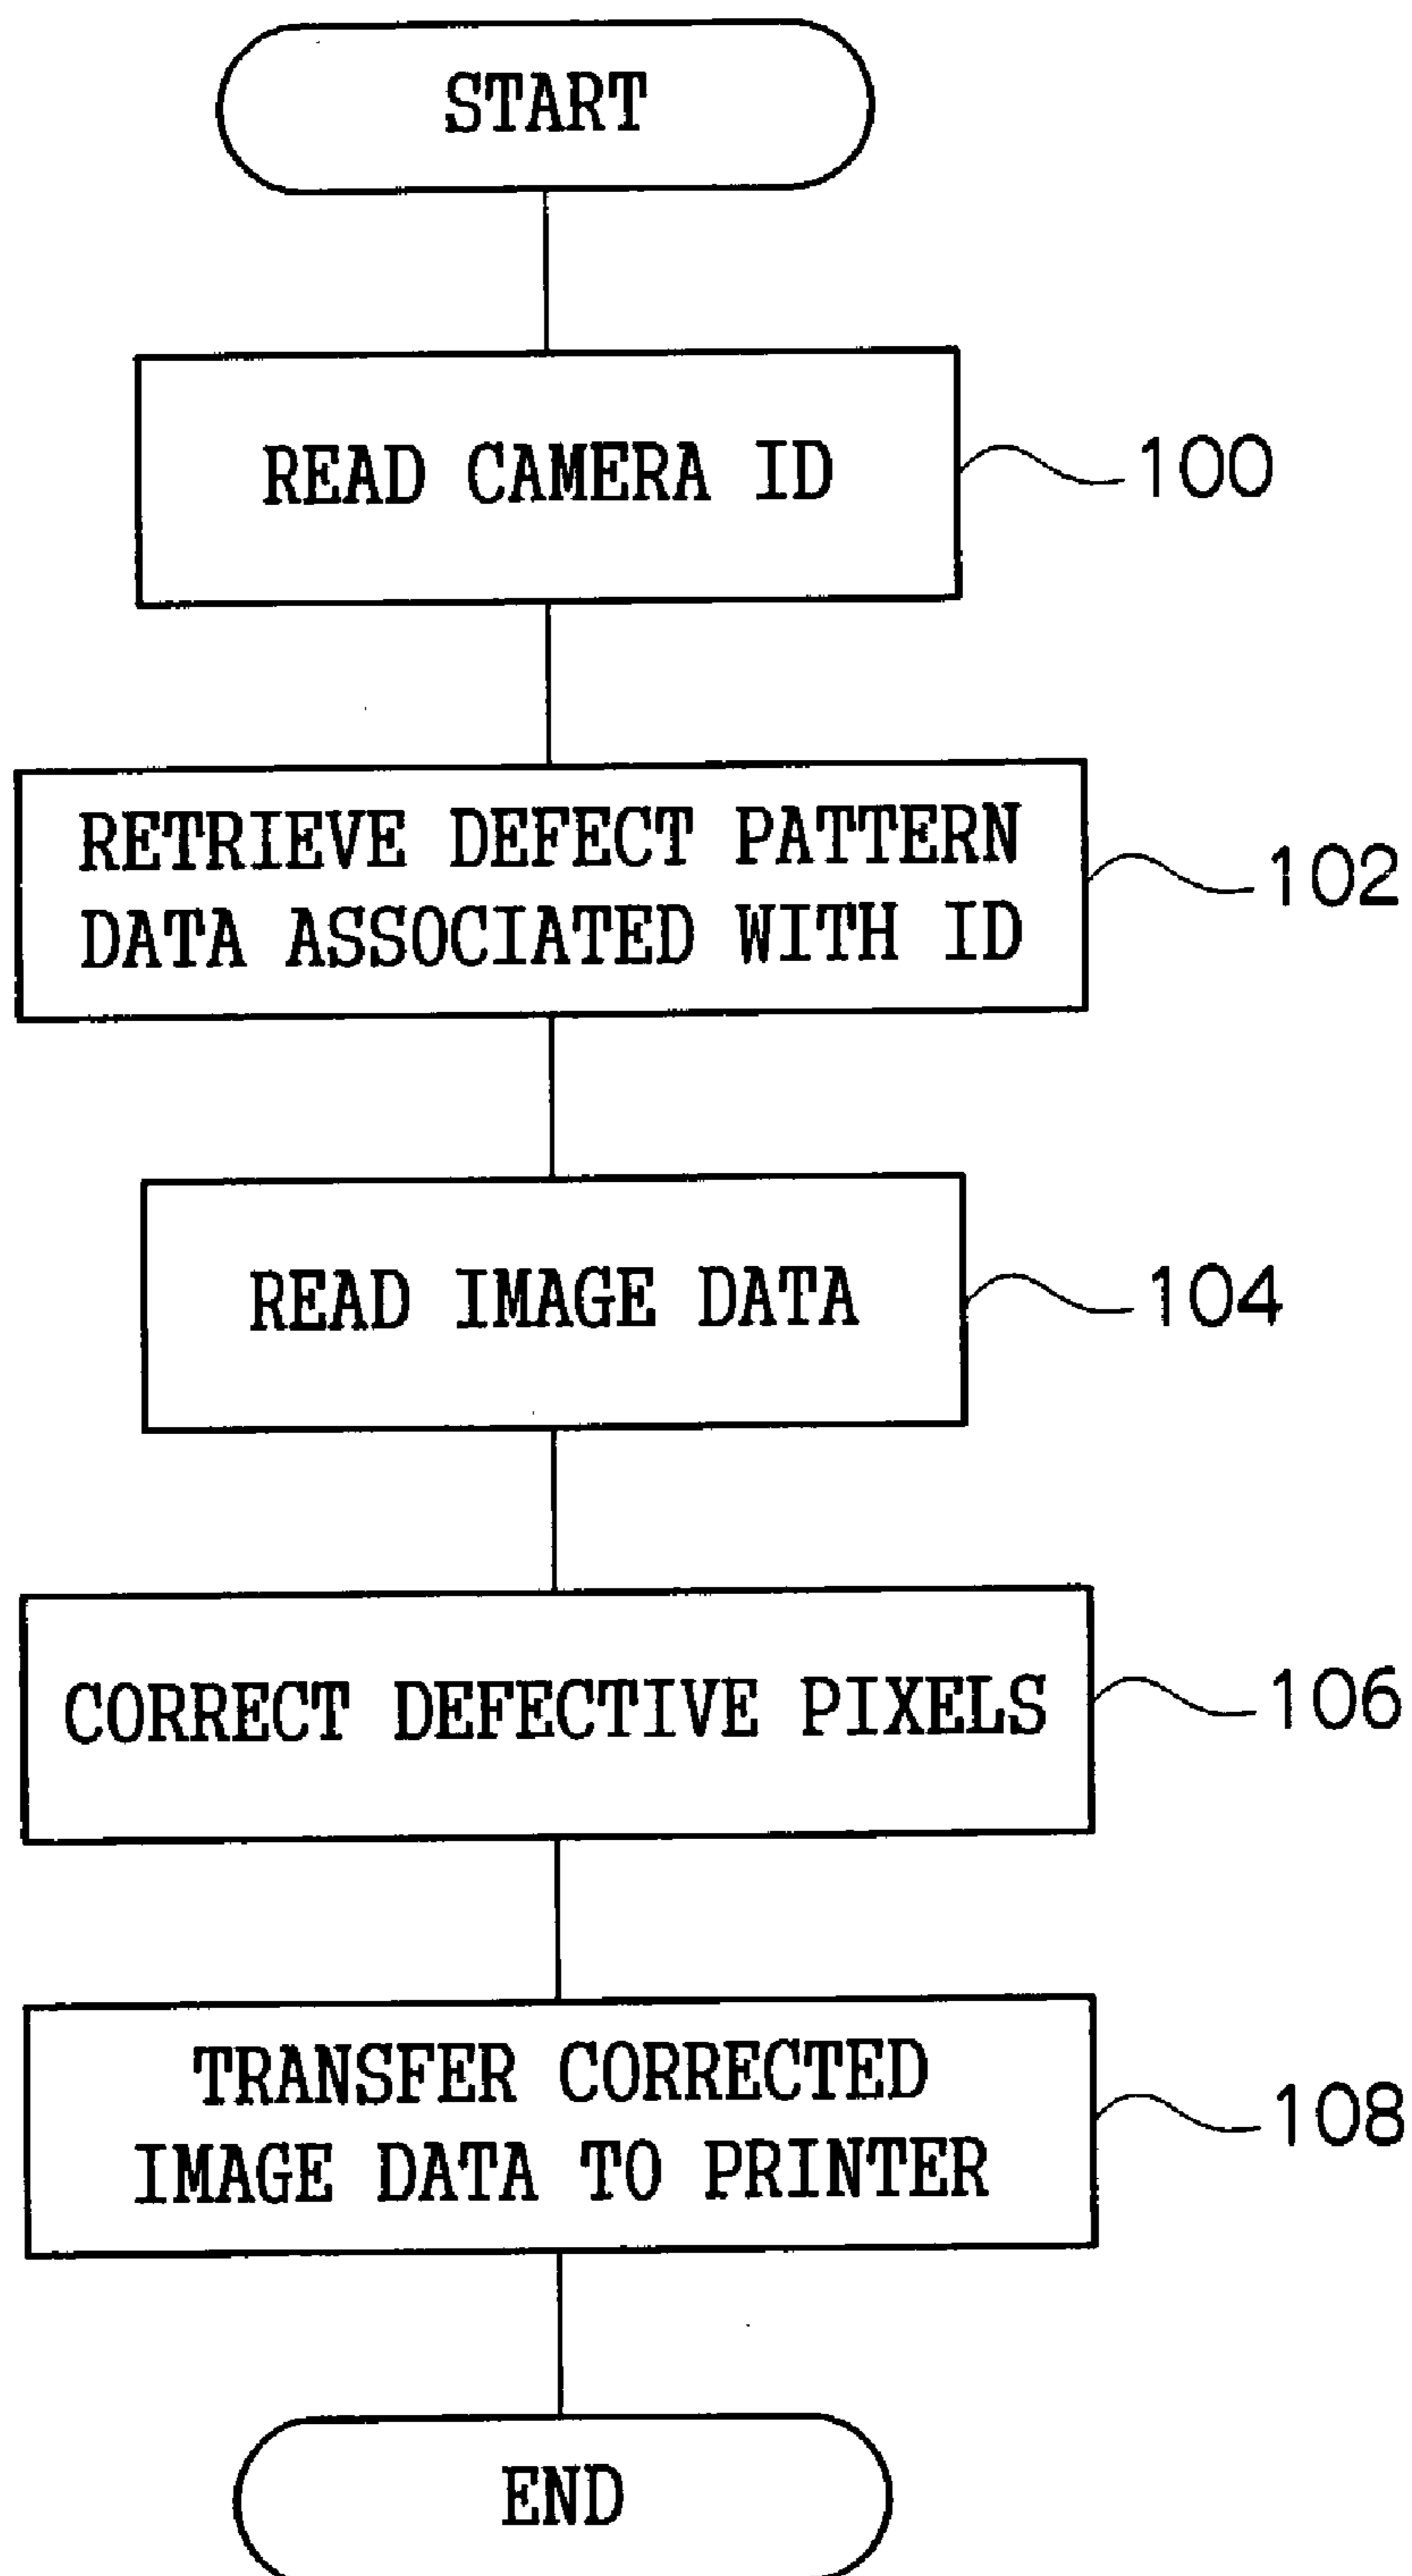 START
READ CAMERA ID
100
RETRIEVE DEFECT PATTERN
DATA ASSOCIATED WITH ID
102
READ IMAGE DATA
104
CORRECT DEFECTIVE PIXELS
106
TRANSFER CORRECTED
IMAGE DATA TO PRINTER
108
END